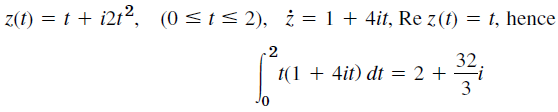 z(t) = t + i2t², (0 ≤ t ≤ 2), ż = 1 + 4it, Re z(t) = t, hence
∫₀² t(1 + 4it) dt = 2 + 32/3 i